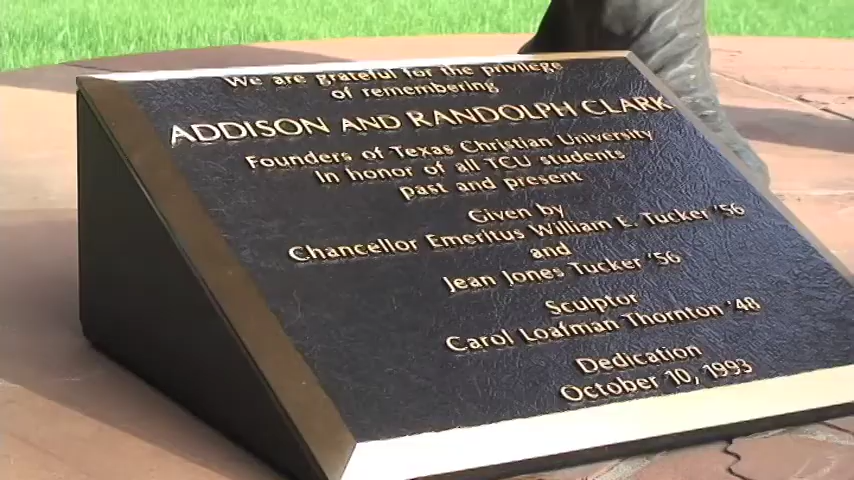 We are grateful for the privilege
of remembering
ADDISON AND RANDOLPH CLARK
Founders of Texas Christian University
In honor of all TCU students
past and present
Given by
Chancellor Emeritus William E. Tucker '56
and
Jean Jones Tucker '56
Sculptor
Carol Loafman Thornton '48
Dedication
October 10, 1993